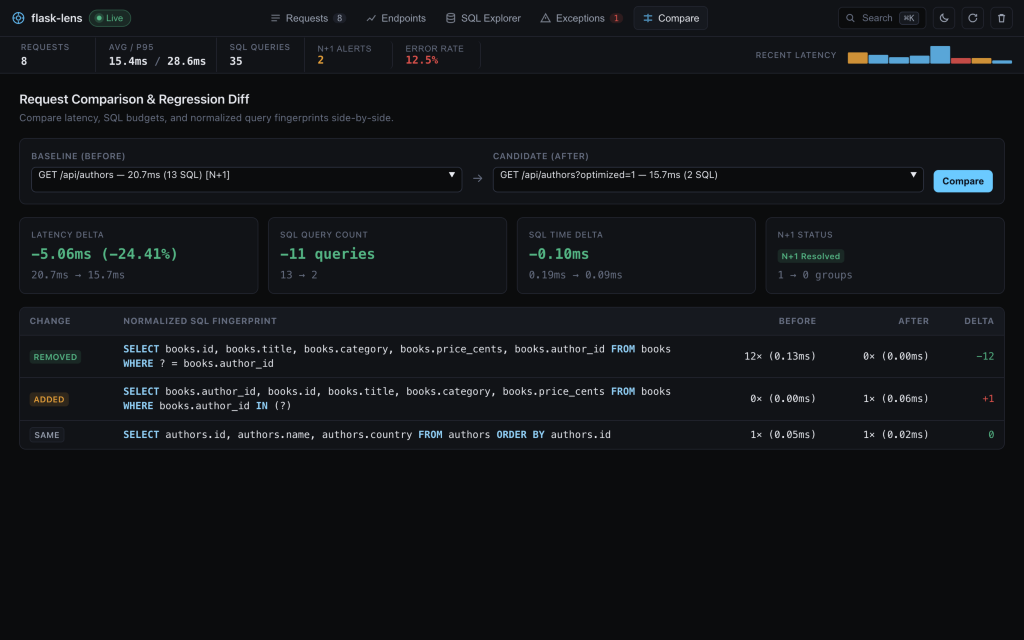 flask-lens
Live
Requests 8
Endpoints
SQL Explorer
Exceptions 1
Compare
Search ⌘K
REQUESTS
8
AVG / P95
15.4ms / 28.6ms
SQL QUERIES
35
N+1 ALERTS
2
ERROR RATE
12.5%
RECENT LATENCY
Request Comparison & Regression Diff
Compare latency, SQL budgets, and normalized query fingerprints side-by-side.
BASELINE (BEFORE)
GET /api/authors — 20.7ms (13 SQL) [N+1]
→
CANDIDATE (AFTER)
GET /api/authors?optimized=1 — 15.7ms (2 SQL)
Compare
LATENCY DELTA
−5.06ms (−24.41%)
20.7ms → 15.7ms
SQL QUERY COUNT
−11 queries
13 → 2
SQL TIME DELTA
−0.10ms
0.19ms → 0.09ms
N+1 STATUS
N+1 Resolved
1 → 0 groups
CHANGE NORMALIZED SQL FINGERPRINT BEFORE AFTER DELTA
REMOVED
SELECT books.id, books.title, books.category, books.price_cents, books.author_id FROM books
WHERE ? = books.author_id
12× (0.13ms) 0× (0.00ms) −12
ADDED
SELECT books.author_id, books.id, books.title, books.category, books.price_cents FROM books
WHERE books.author_id IN (?)
0× (0.00ms) 1× (0.06ms) +1
SAME SELECT authors.id, authors.name, authors.country FROM authors ORDER BY authors.id 1× (0.05ms) 1× (0.02ms) 0